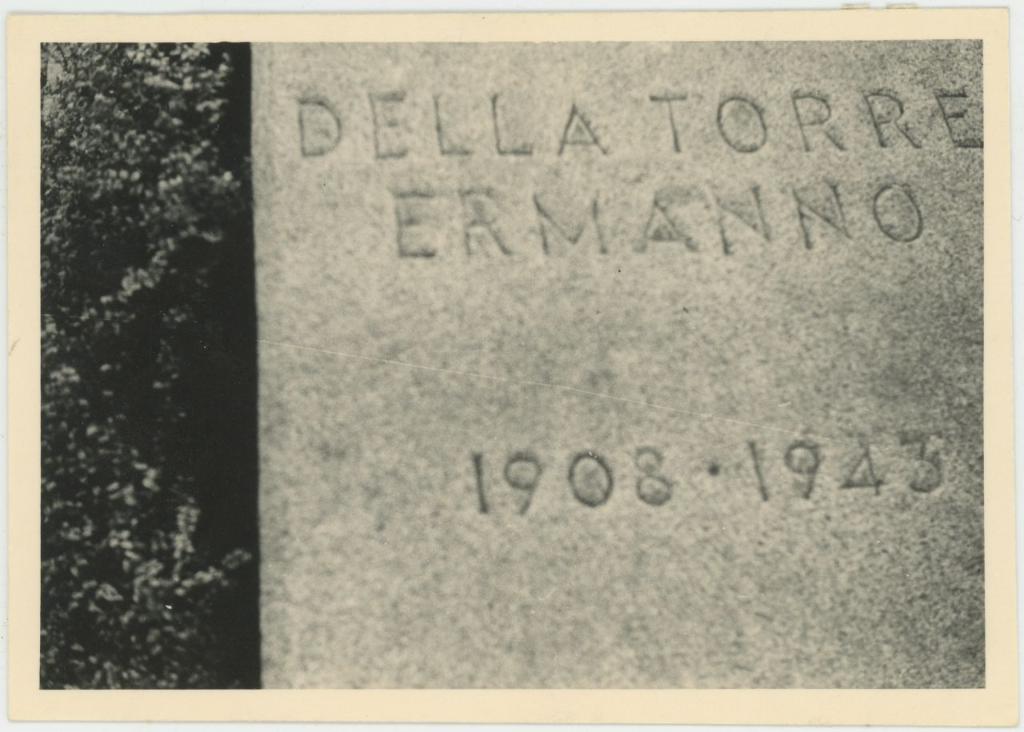 DELLA TORRE
ERMANNO
1908 · 1943